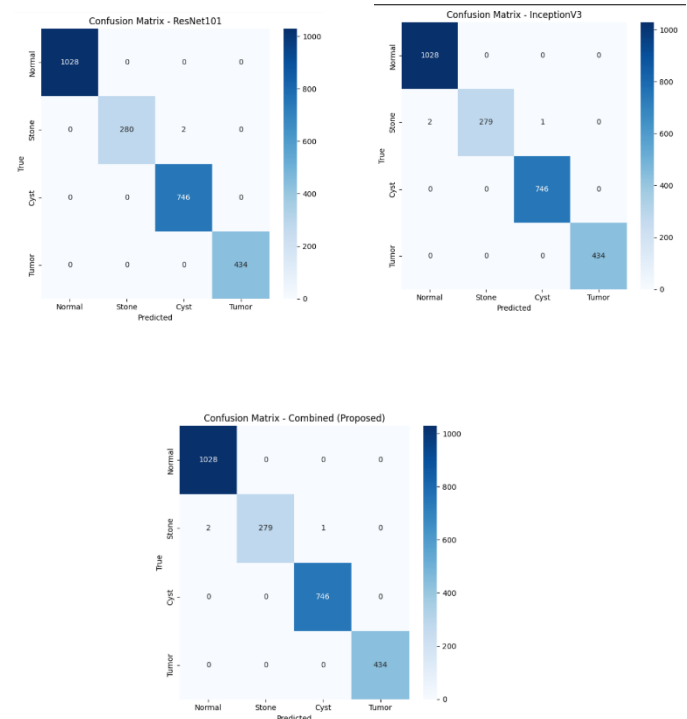 Confusion Matrix - ResNet101
Normal
1028 0 0 0
Stone
0 280 2 0
True
Cyst
0 0 746 0
Tumor
0 0 0 434
Normal Stone Cyst Tumor
Predicted
1000
800
600
400
200
0
Confusion Matrix - InceptionV3
Normal
1028 0 0 0
Stone
2 279 1 0
True
Cyst
0 0 746 0
Tumor
0 0 0 434
Normal Stone Cyst Tumor
Predicted
1000
800
600
400
200
0
Confusion Matrix - Combined (Proposed)
Normal
1028 0 0 0
Stone
2 279 1 0
True
Cyst
0 0 746 0
Tumor
0 0 0 434
Normal Stone Cyst Tumor
Predicted
1000
800
600
400
200
0